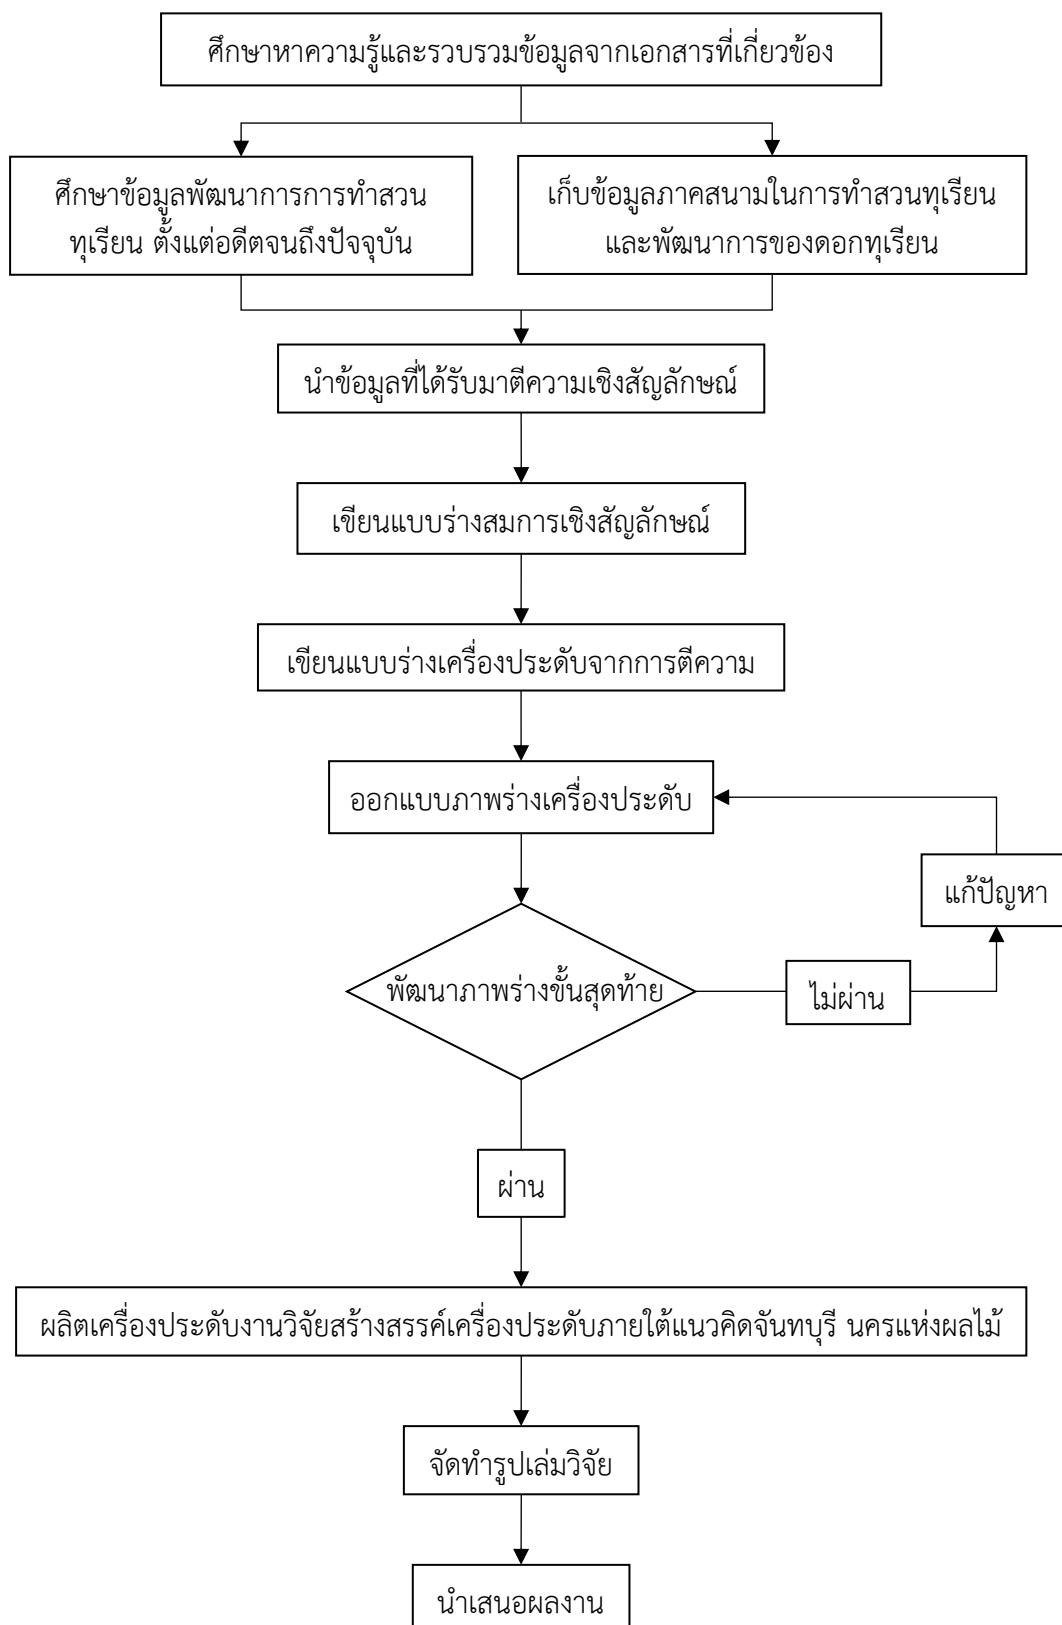 ศึกษาหาความรู้และรวบรวมข้อมูลจากเอกสารที่เกี่ยวข้อง
ศึกษาข้อมูลพัฒนาการการทำสวน
ทุเรียน ตั้งแต่อดีตจนถึงปัจจุบัน
เก็บข้อมูลภาคสนามในการทำสวนทุเรียน
และพัฒนาการของดอกทุเรียน
นำข้อมูลที่ได้รับมาตีความเชิงสัญลักษณ์
เขียนแบบร่างสมการเชิงสัญลักษณ์
เขียนแบบร่างเครื่องประดับจากการตีความ
ออกแบบภาพร่างเครื่องประดับ
แก้ปัญหา
พัฒนาภาพร่างขั้นสุดท้าย
ไม่ผ่าน
ผ่าน
ผลิตเครื่องประดับงานวิจัยสร้างสรรค์เครื่องประดับภายใต้แนวคิดจันทบุรี นครแห่งผลไม้
จัดทำรูปเล่มวิจัย
นำเสนอผลงาน